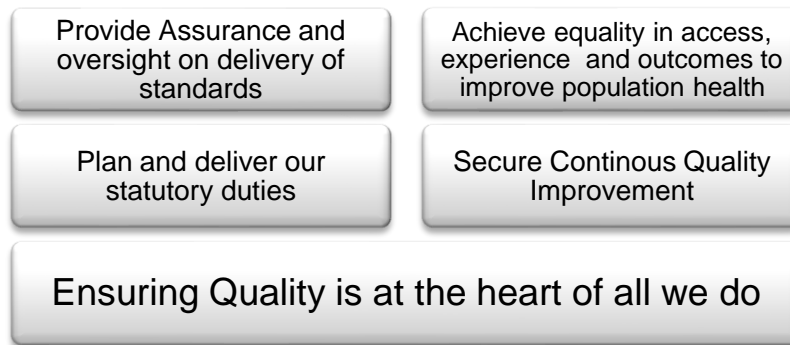 Provide Assurance and
oversight on delivery of
standards
Achieve equality in access,
experience and outcomes to
improve population health
Plan and deliver our
statutory duties
Secure Continous Quality
Improvement
Ensuring Quality is at the heart of all we do